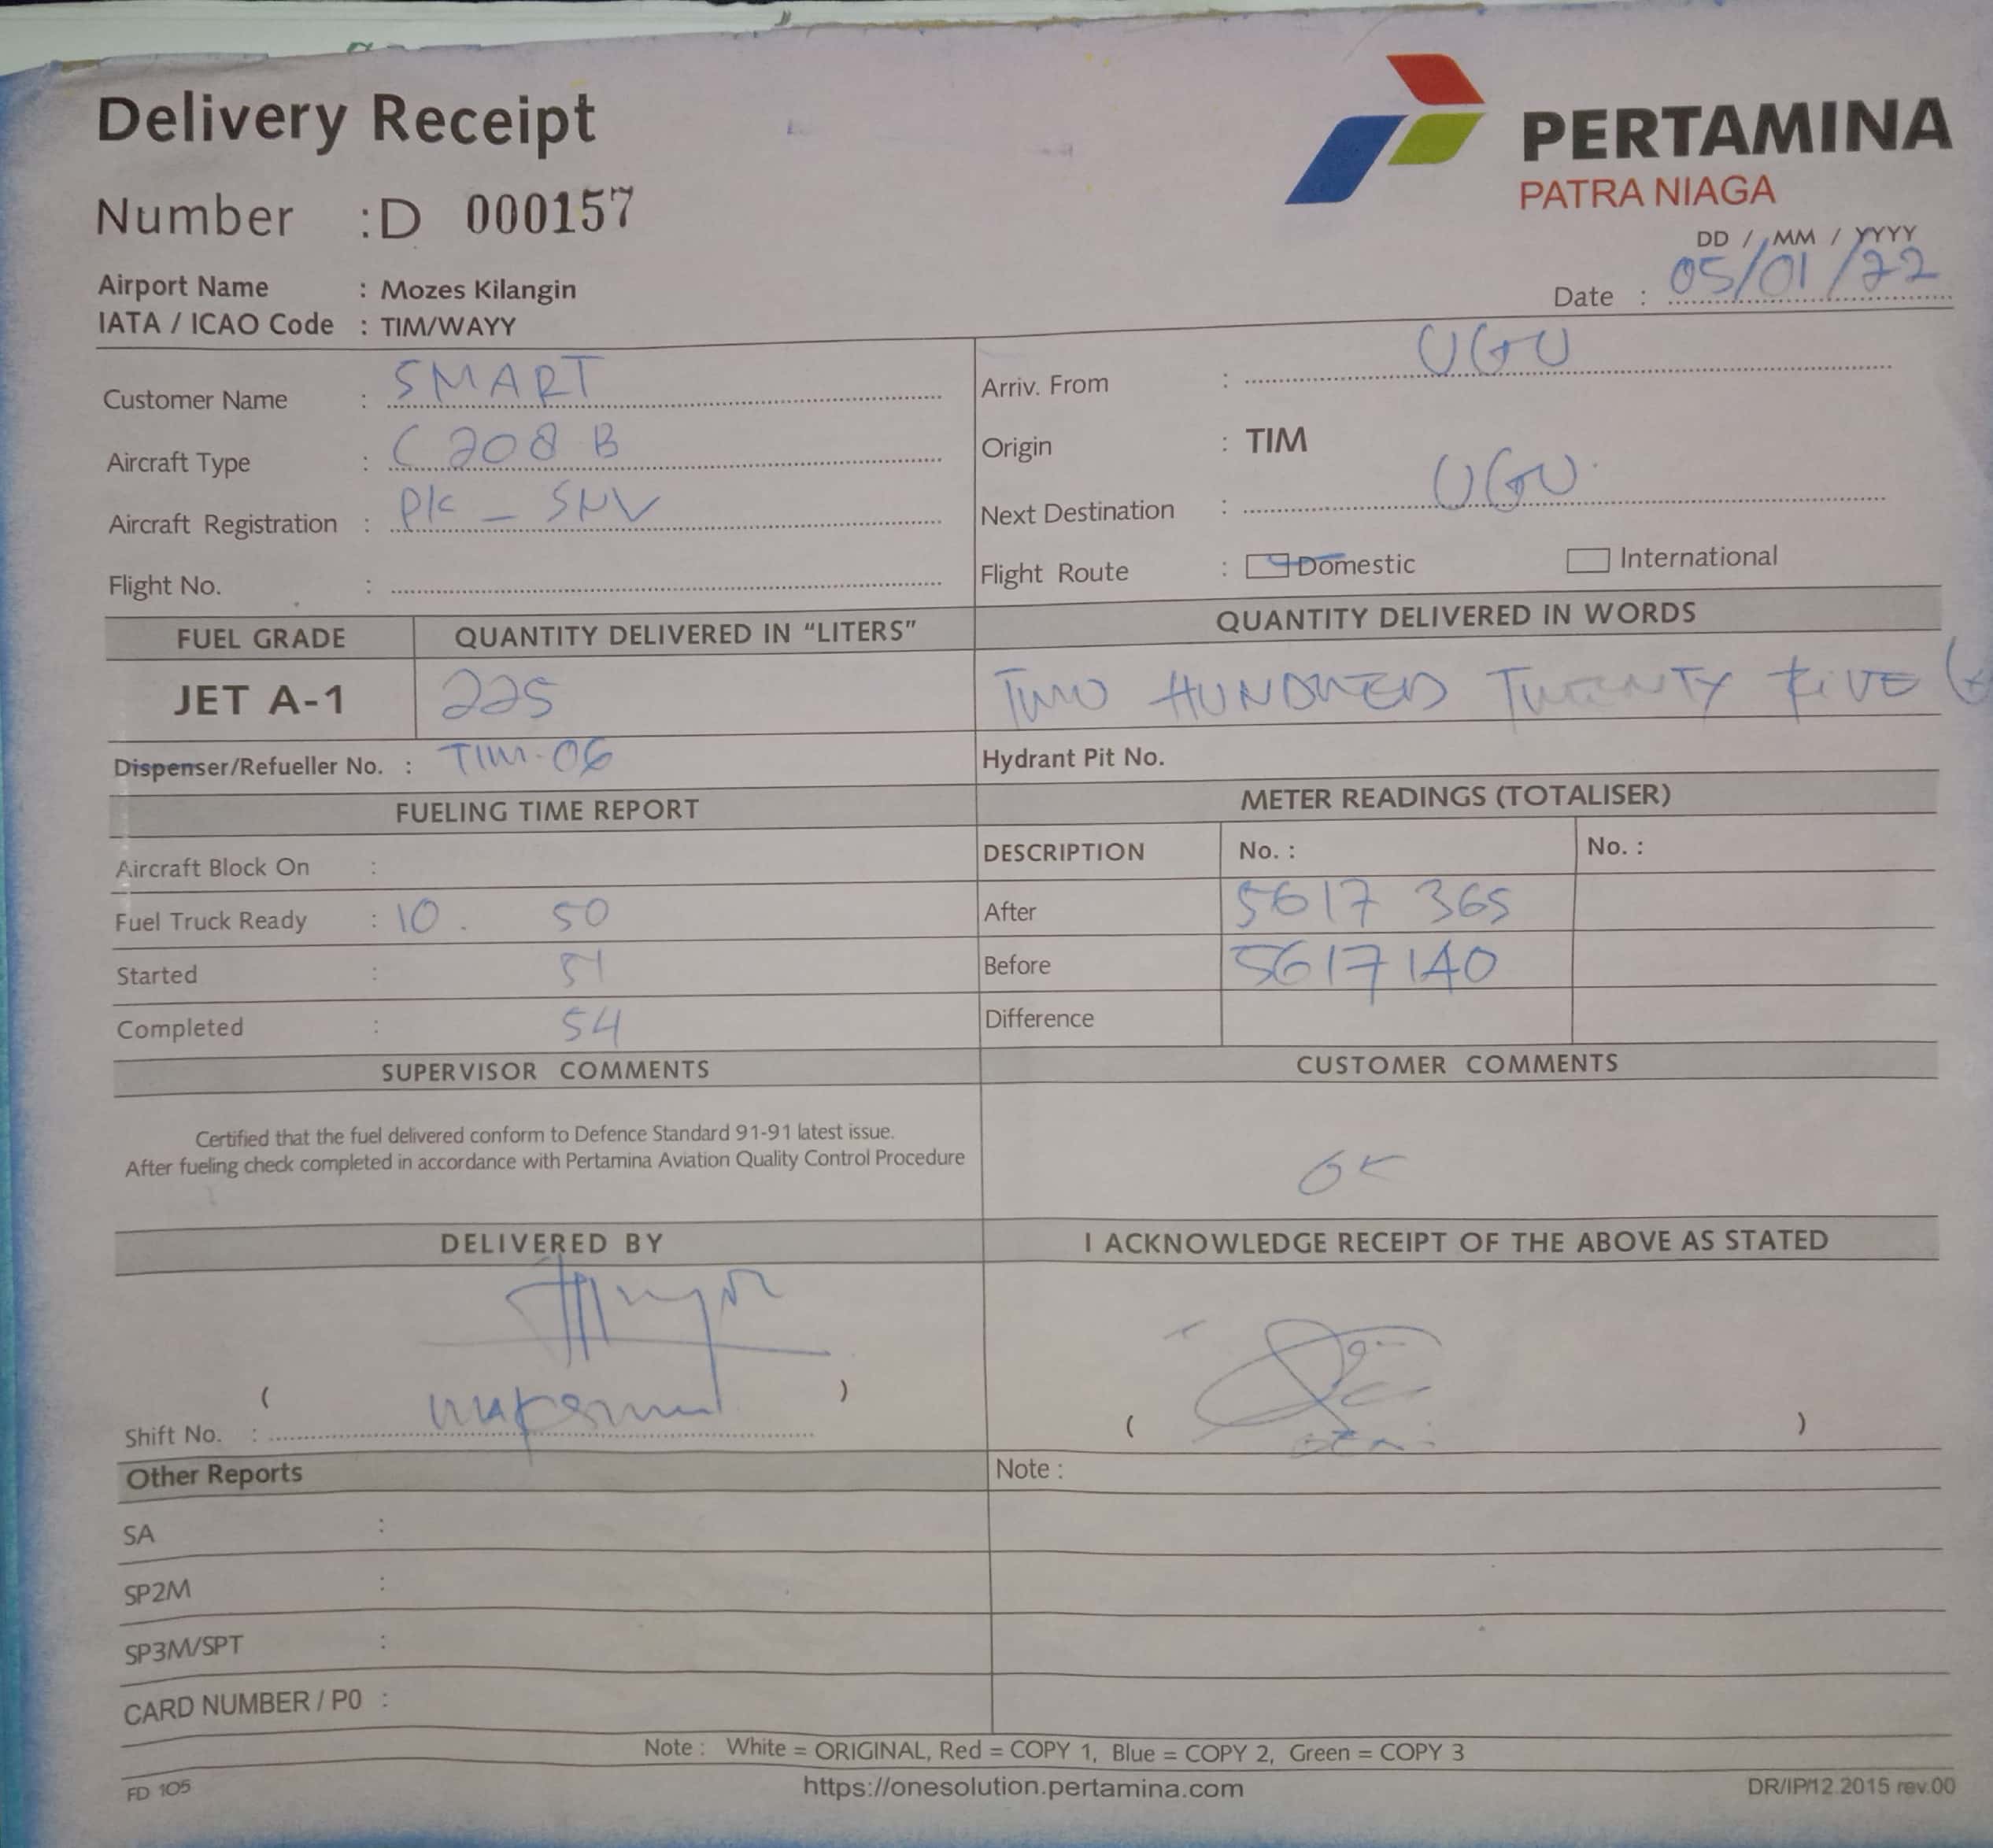 Delivery Receipt
PERTAMINA
PATRA NIAGA
Number :D 000157
DD / MM / YYYY
Date : 05/01/22
Airport Name : Mozes Kilangin
IATA / ICAO Code : TIM/WAYY
Customer Name : SMART
Arriv. From : UGU
Aircraft Type : C 208 B
Origin : TIM
Aircraft Registration : PK - SNV
Next Destination : UGU
Flight No. :
Flight Route : Domestic International
FUEL GRADE QUANTITY DELIVERED IN “LITERS” QUANTITY DELIVERED IN WORDS
JET A-1 225 TWO HUNDRED TWENTY FIVE
Dispenser/Refueller No. : TIM-06
Hydrant Pit No.
FUELING TIME REPORT METER READINGS (TOTALISER)
Aircraft Block On :
DESCRIPTION No. : No. :
Fuel Truck Ready : 10. 50
After 5617 365
Started : 51
Before 5617140
Completed : 54
Difference
SUPERVISOR COMMENTS CUSTOMER COMMENTS
Certified that the fuel delivered conform to Defence Standard 91-91 latest issue.
After fueling check completed in accordance with Pertamina Aviation Quality Control Procedure
OK
DELIVERED BY I ACKNOWLEDGE RECEIPT OF THE ABOVE AS STATED
( )
( )
Shift No. :
Other Reports Note :
SA :
SP2M :
SP3M/SPT :
CARD NUMBER / P0 :
Note : White = ORIGINAL, Red = COPY 1, Blue = COPY 2, Green = COPY 3
FD 105 https://onesolution.pertamina.com DR/IP/12.2015 rev.00